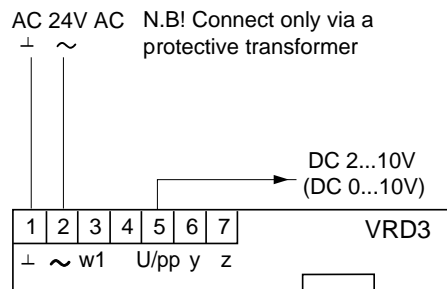 AC 24V AC N.B! Connect only via a
⊥ ~ protective transformer
DC 2...10V
(DC 0...10V)
1 2 3 4 5 6 7 VRD3
⊥ ~ w1 U/pp y z